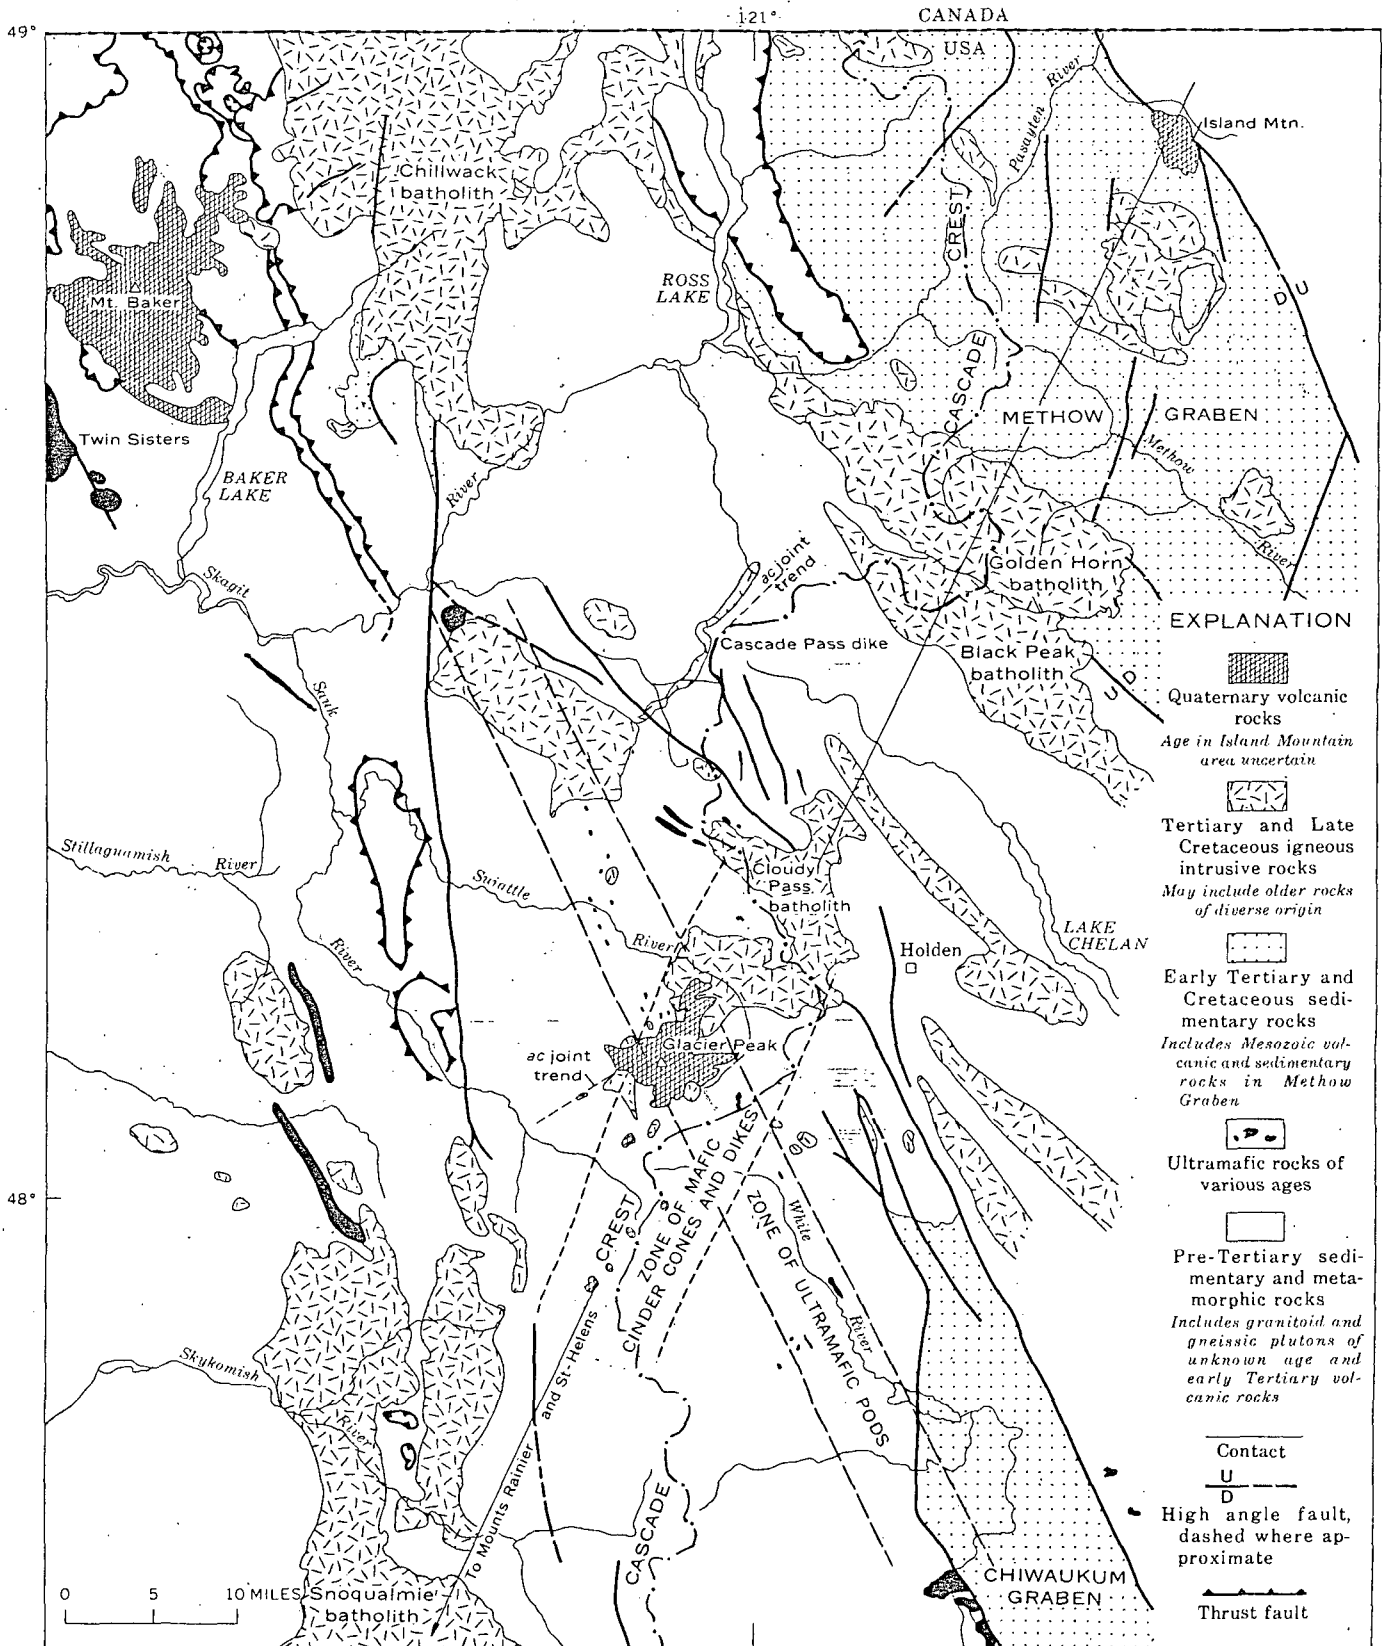 121°
CANADA
49°
USA
Pasayten River
Island Mtn.
Chillwack
batholith
CREST
ROSS
LAKE
Mt. Baker
D U
CASCADE
METHOW GRABEN
Twin Sisters
Methow
River
BAKER
LAKE
River
Skagit
ac joint
trend
Golden Horn
batholith
Cascade Pass dike
Black Peak
batholith
U D
Sauk
River
Stillaguamish River
Suiattle
River
Cloudy
Pass
batholith
LAKE
CHELAN
Holden
Glacier Peak
ac joint
trend
48°
CREST
ZONE OF MAFIC
CINDER CONES AND DIKES
White
River
ZONE OF ULTRAMAFIC PODS
Skykomish
River
To Mounts Rainier and St. Helens
CASCADE
0 5 10 MILES
Snoqualmie
batholith
CHIWAUKUM
GRABEN
EXPLANATION
Quaternary volcanic
rocks
Age in Island Mountain
area uncertain
Tertiary and Late
Cretaceous igneous
intrusive rocks
May include older rocks
of diverse origin
Early Tertiary and
Cretaceous sedi-
mentary rocks
Includes Mesozoic vol-
canic and sedimentary
rocks in Methow
Graben
Ultramafic rocks of
various ages
Pre-Tertiary sedi-
mentary and meta-
morphic rocks
Includes granitoid and
gneissic plutons of
unknown age and
early Tertiary vol-
canic rocks
Contact
U
D
High angle fault,
dashed where ap-
proximate
Thrust fault